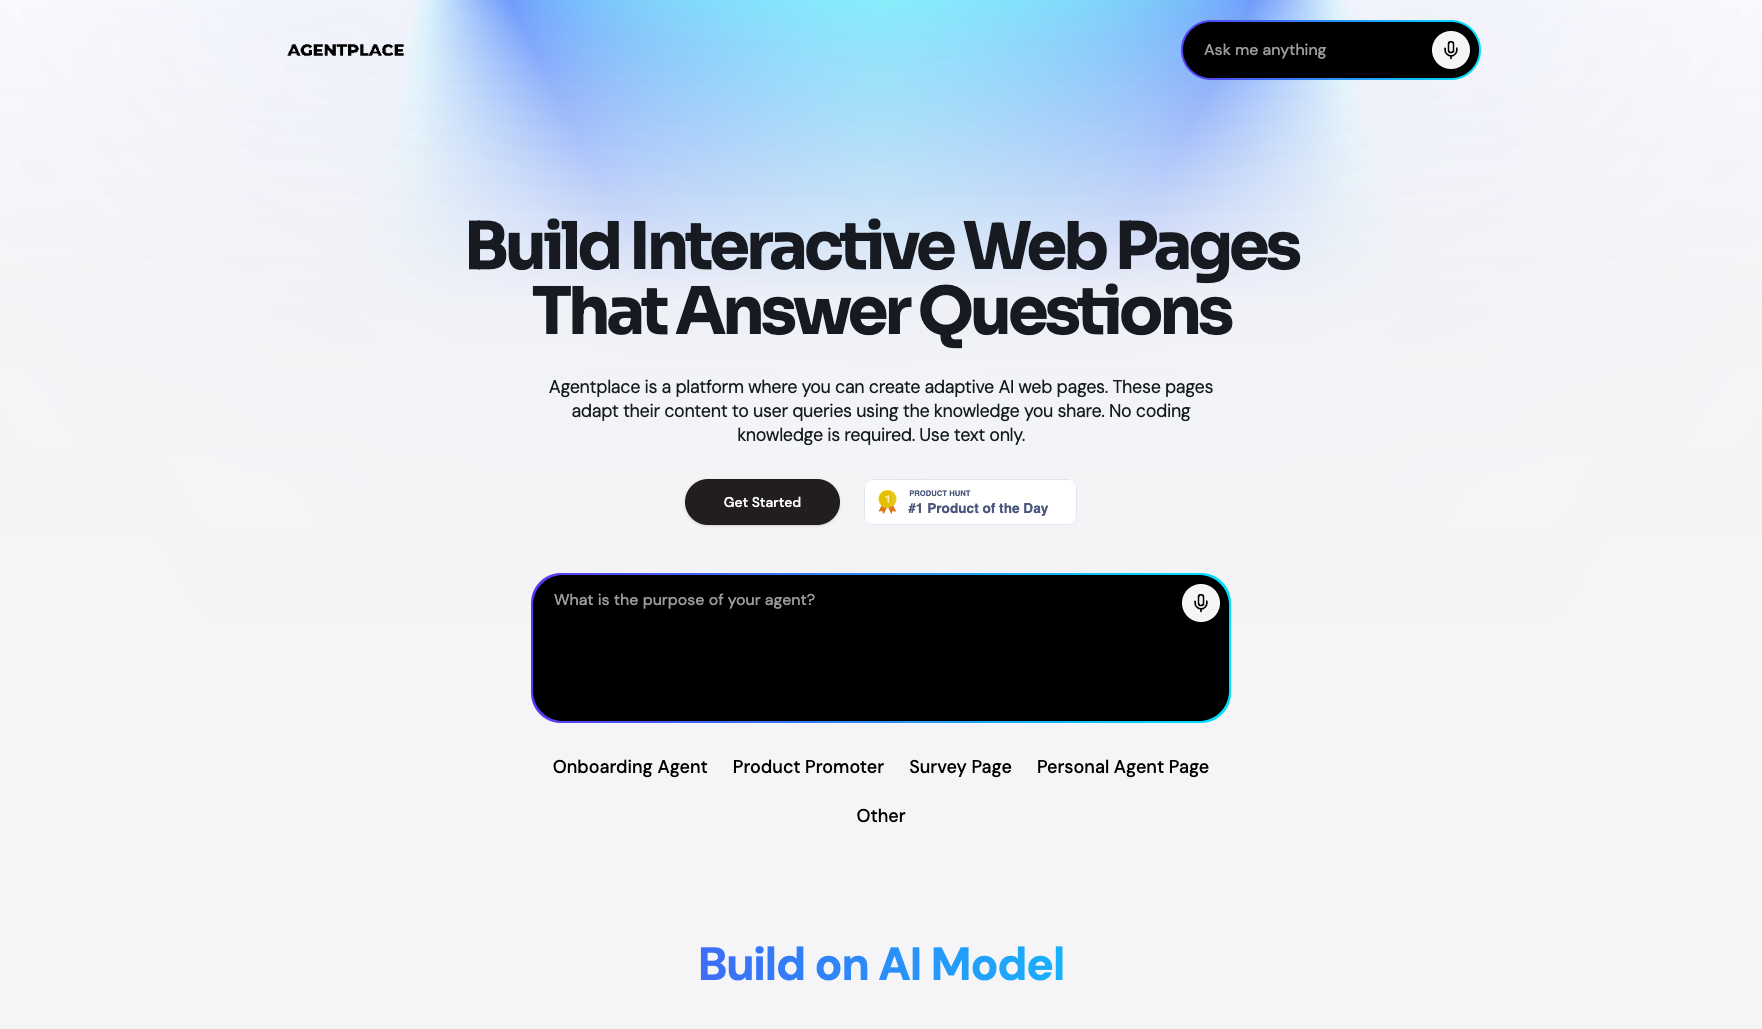 AGENTPLACE
Ask me anything
Build Interactive Web Pages
That Answer Questions
Agentplace is a platform where you can create adaptive AI web pages. These pages
adapt their content to user queries using the knowledge you share. No coding
knowledge is required. Use text only.
Get Started
1
PRODUCT HUNT
#1 Product of the Day
What is the purpose of your agent?
Onboarding Agent Product Promoter Survey Page Personal Agent Page
Other
Build on AI Model